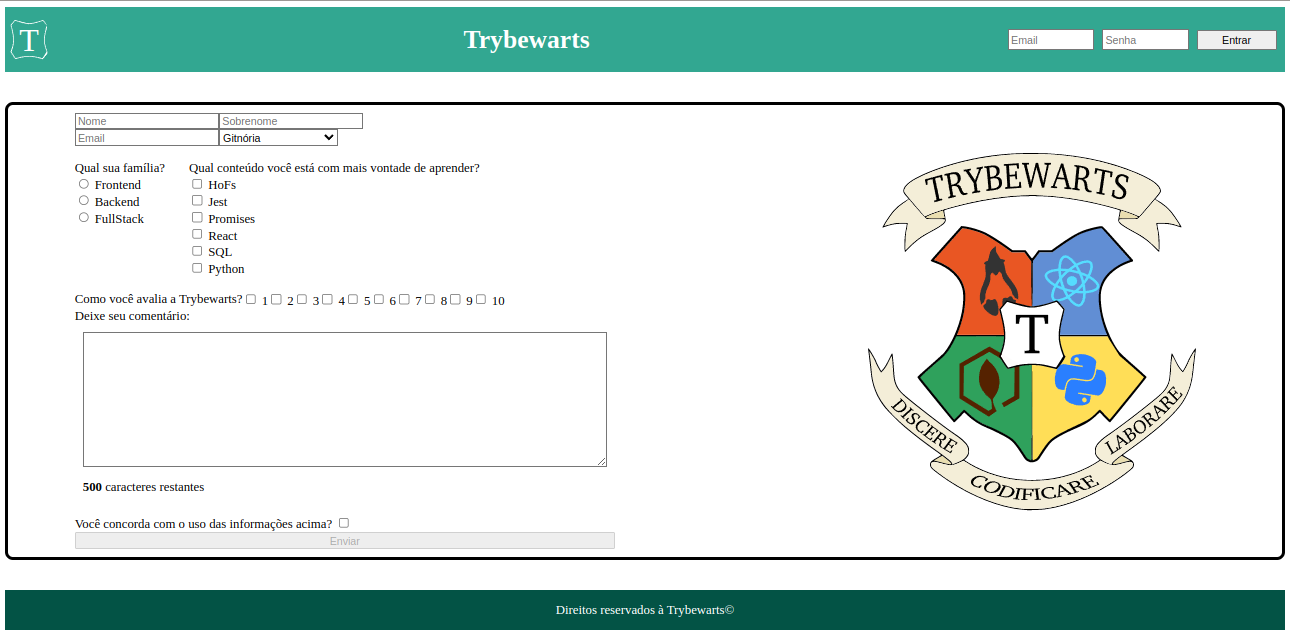 T Trybewarts Email Senha Entrar
Nome Sobrenome
Email Gitnória
Qual sua família? Qual conteúdo você está com mais vontade de aprender?
Frontend HoFs
Backend Jest
FullStack Promises
React
SQL
Python
Como você avalia a Trybewarts? 1 2 3 4 5 6 7 8 9 10
Deixe seu comentário:
500 caracteres restantes
Você concorda com o uso das informações acima?
Enviar
TRYBEWARTS
T
DISCERE
LABORARE
CODIFICARE
Direitos reservados à Trybewarts©